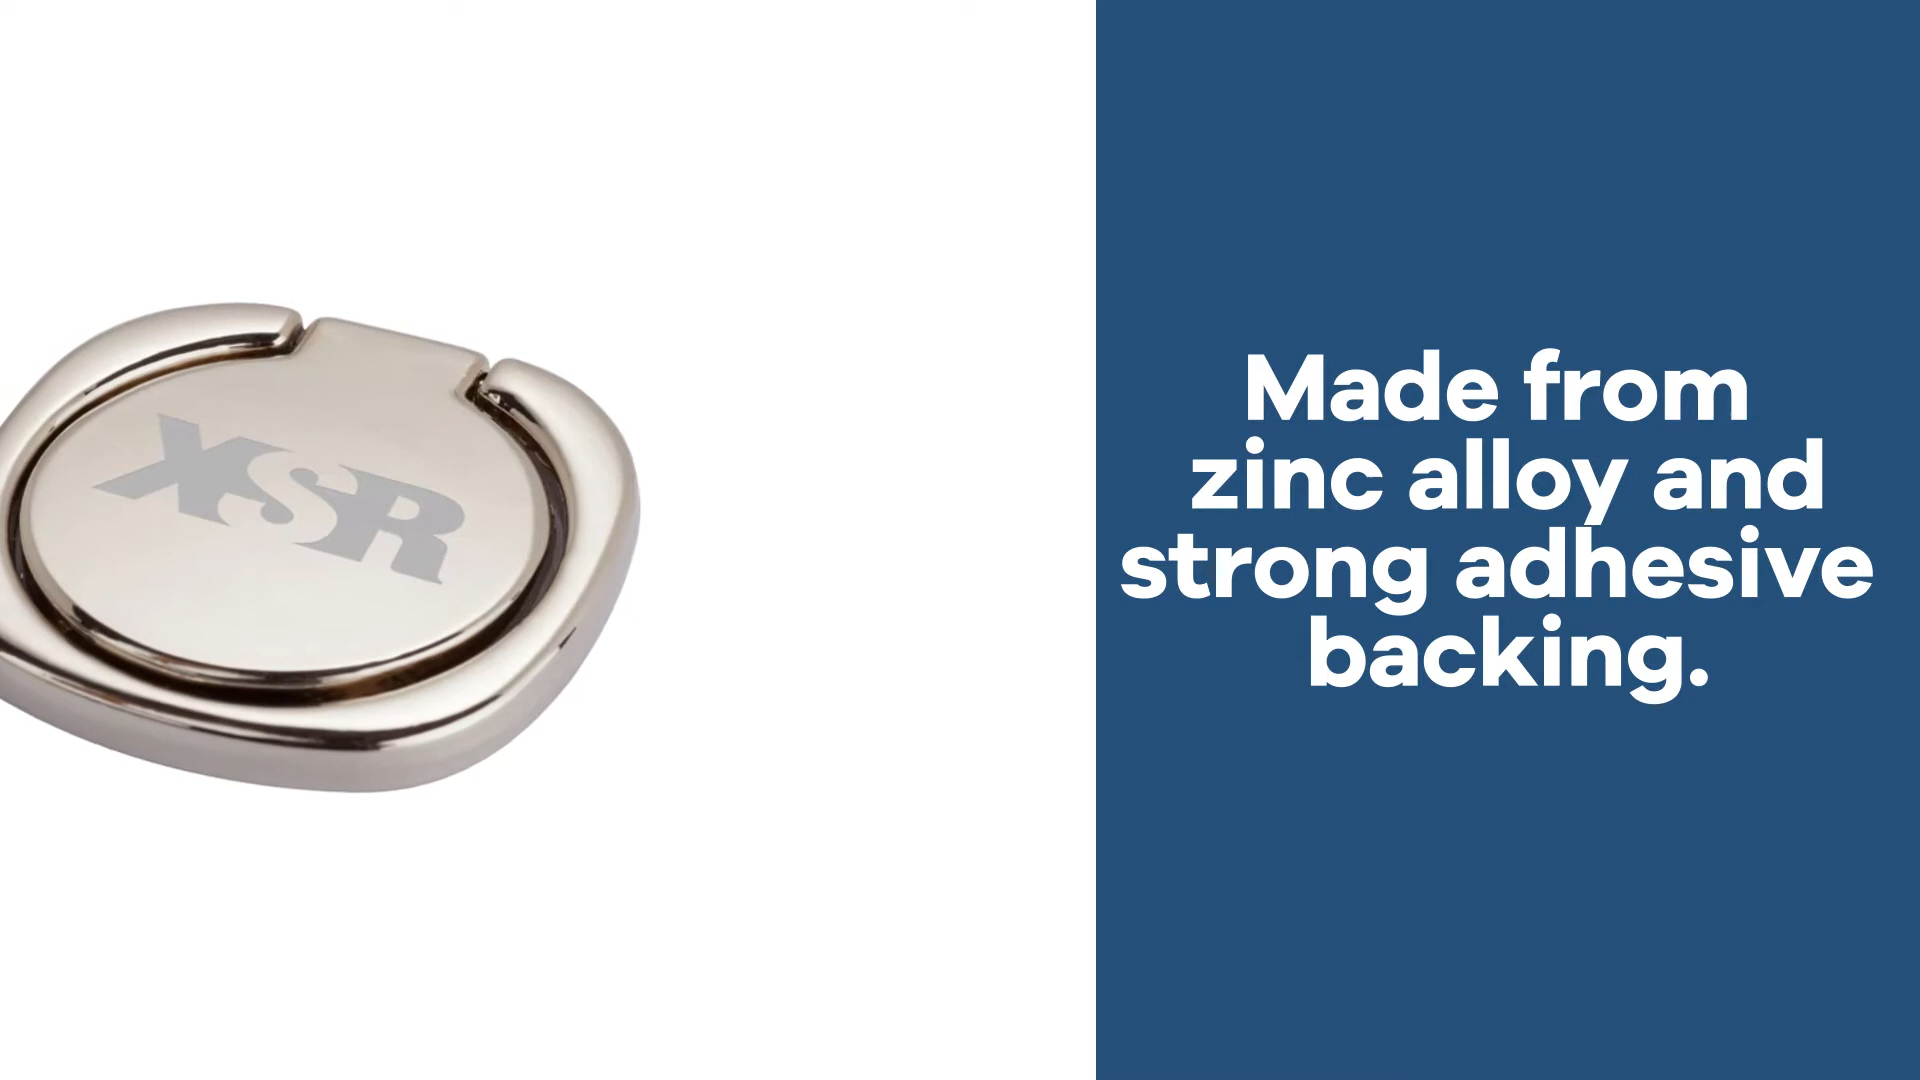 XSR
Made from
zinc alloy and
strong adhesive
backing.